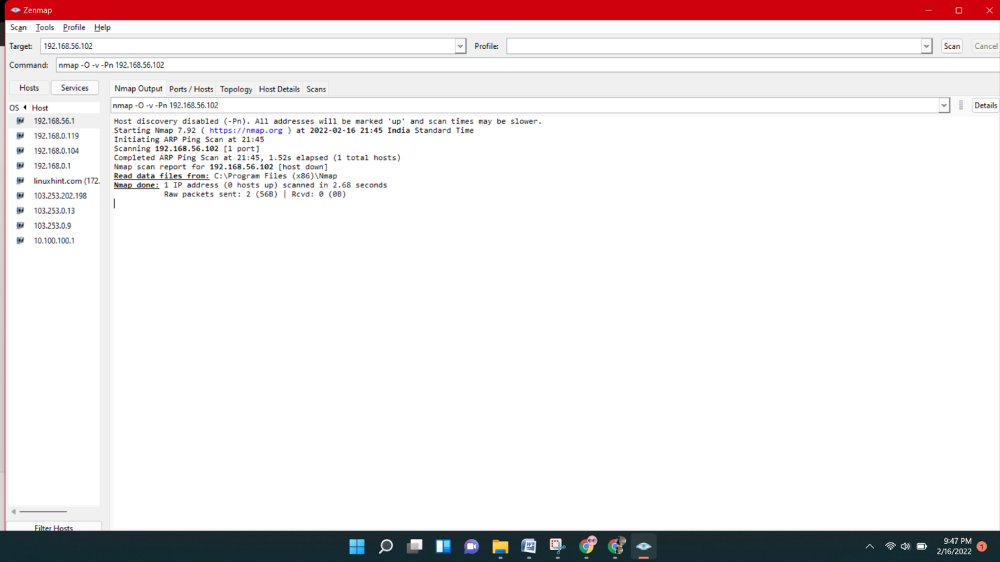 Zenmap
Scan Tools Profile Help
Target: 192.168.56.102 Profile: Scan Cancel
Command: nmap -O -v -Pn 192.168.56.102
Hosts Services
Nmap Output Ports / Hosts Topology Host Details Scans
OS Host
nmap -O -v -Pn 192.168.56.102 Details
192.168.56.1
192.168.0.119
192.168.0.104
192.168.0.1
linuxhint.com (172.
103.253.202.198
103.253.0.13
103.253.0.9
10.100.100.1
Host discovery disabled (-Pn). All addresses will be marked 'up' and scan times may be slower.
Starting Nmap 7.92 ( https://nmap.org ) at 2022-02-16 21:45 India Standard Time
Initiating ARP Ping Scan at 21:45
Scanning 192.168.56.102 [1 port]
Completed ARP Ping Scan at 21:45, 1.52s elapsed (1 total hosts)
Nmap scan report for 192.168.56.102 [host down]
Read data files from: C:\Program Files (x86)\Nmap
Nmap done: 1 IP address (0 hosts up) scanned in 2.68 seconds
Raw packets sent: 2 (56B) | Rcvd: 0 (0B)
Filter Hosts
9:47 PM
2/16/2022
1